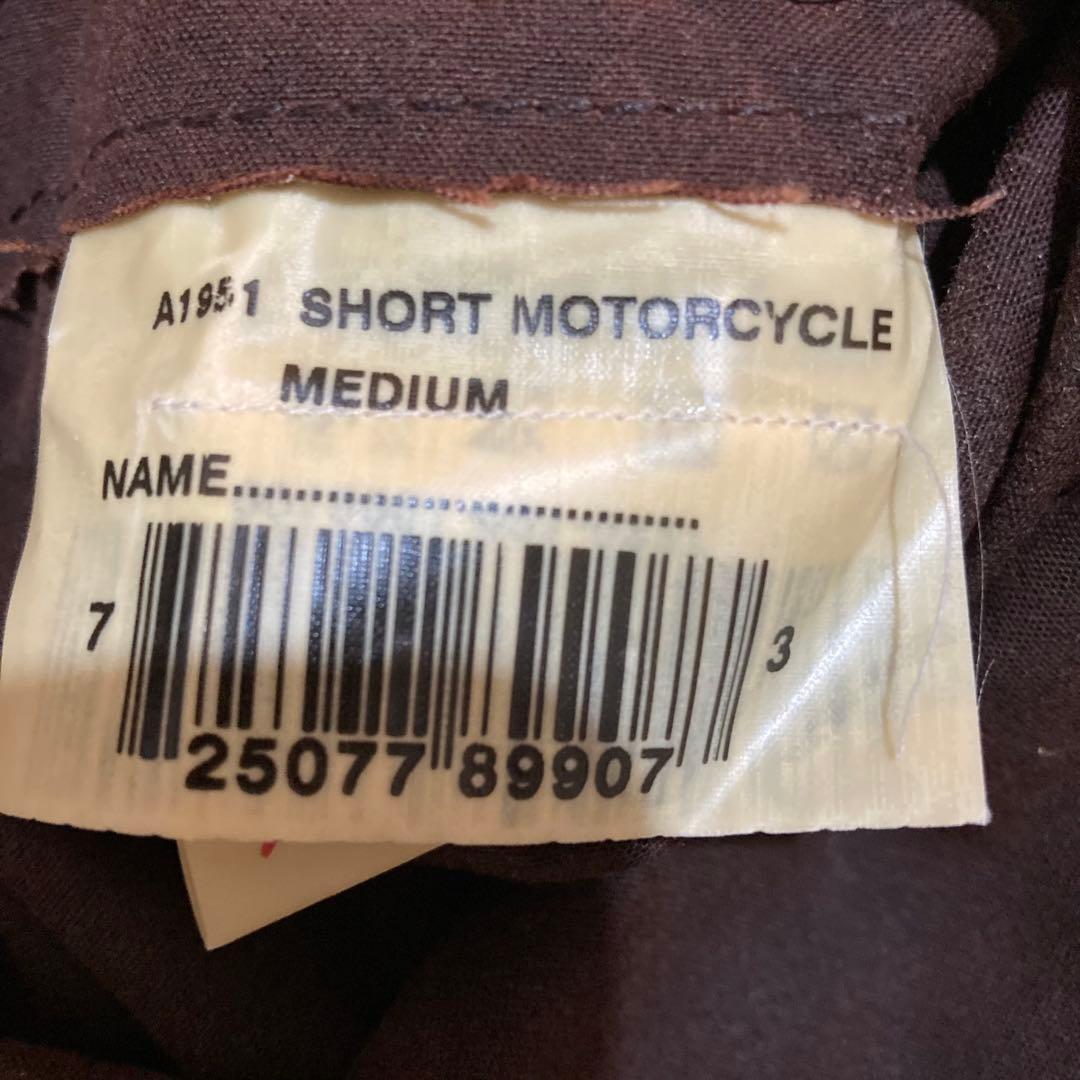 A1951 SHORT MOTORCYCLE
MEDIUM
NAME..............................
7 25077 89907 3